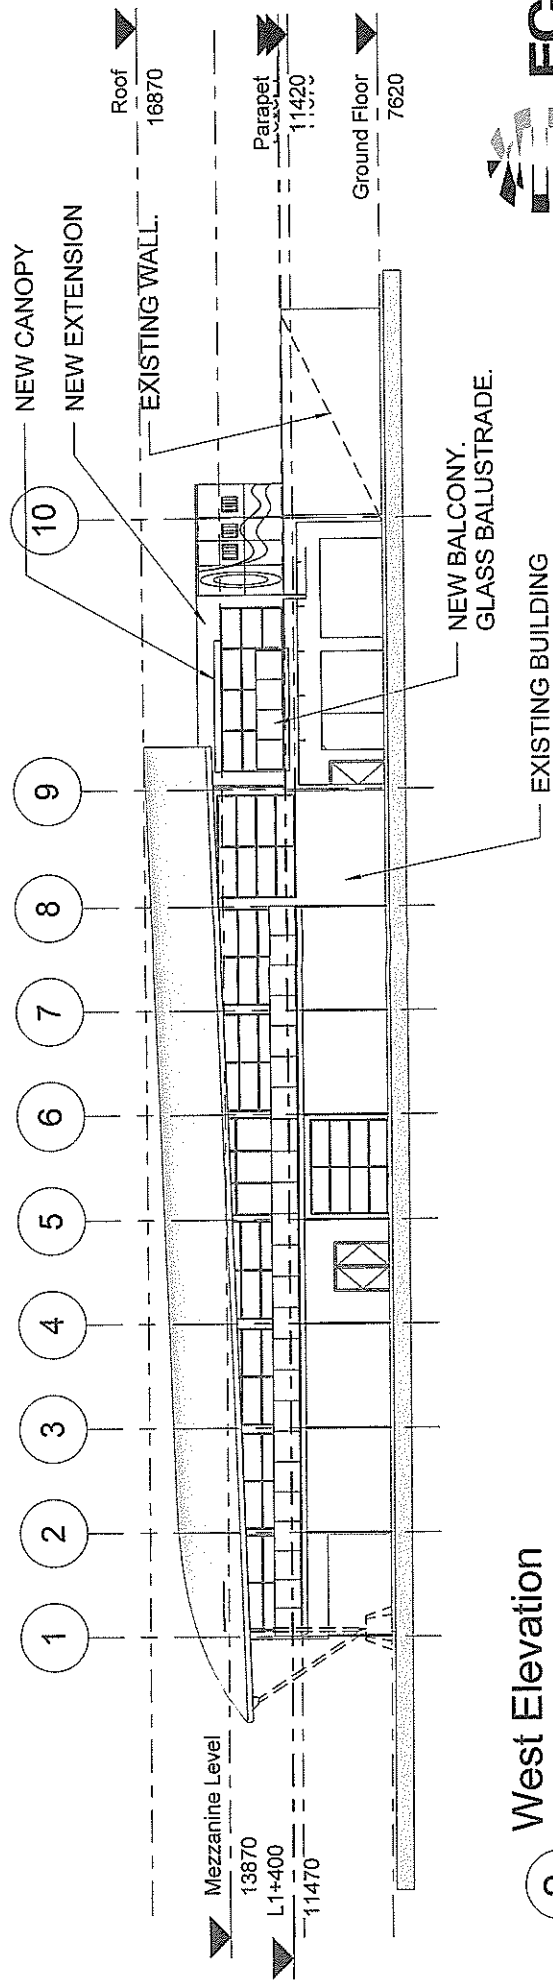 NEW CANOPY
NEW EXTENSION
EXISTING WALL.
Roof
16870
Parapet
11420
Ground Floor
7620
1
2
3
4
5
6
7
8
9
10
Mezzanine Level
13870
L1+400
11470
NEW BALCONY.
GLASS BALUSTRADE.
EXISTING BUILDING
West Elevation